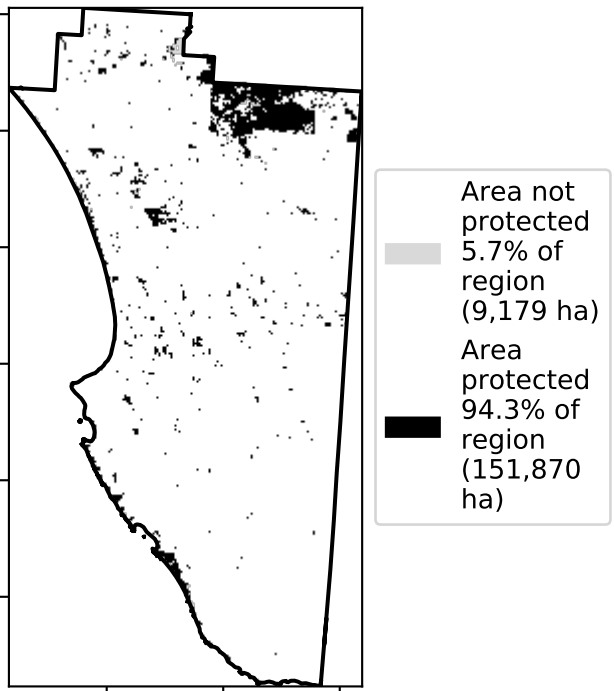 Area not
protected
5.7% of
region
(9,179 ha)
Area
protected
94.3% of
region
(151,870
ha)